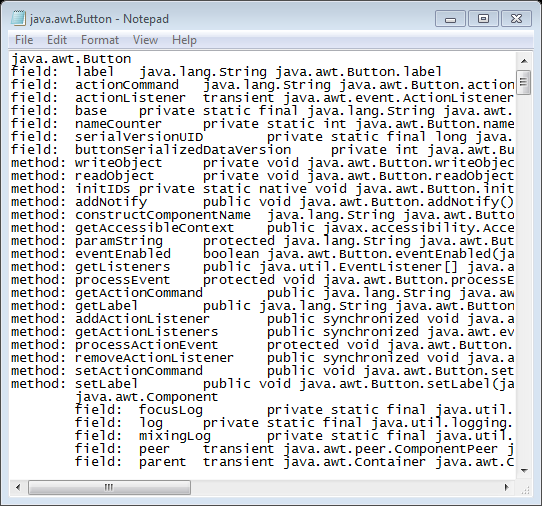 java.awt.Button - Notepad
File Edit Format View Help
java.awt.Button
field: label java.lang.String java.awt.Button.label
field: actionCommand java.lang.String java.awt.Button.action
field: actionListener transient java.awt.event.ActionListener
field: base private static final java.lang.String java.awt.
field: nameCounter private static int java.awt.Button.name
field: serialVersionUID private static final long java.
field: buttonSerializedDataVersion private int java.awt.Bu
method: writeObject private void java.awt.Button.writeObjec
method: readObject private void java.awt.Button.readObject
method: initIDs private static native void java.awt.Button.init
method: addNotify public void java.awt.Button.addNotify()
method: constructComponentName java.lang.String java.awt.Butto
method: getAccessibleContext public javax.accessibility.Acce
method: paramString protected java.lang.String java.awt.But
method: eventEnabled boolean java.awt.Button.eventEnabled(ja
method: getListeners public java.util.EventListener[] java.a
method: processEvent protected void java.awt.Button.processE
method: getActionCommand public java.lang.String java.aw
method: getLabel public java.lang.String java.awt.Button.
method: addActionListener public synchronized void java.a
method: getActionListeners public synchronized java.awt.ev
method: processActionEvent protected void java.awt.Button.
method: removeActionListener public synchronized void java.a
method: setActionCommand public void java.awt.Button.set
method: setLabel public void java.awt.Button.setLabel(ja
java.awt.Component
field: focusLog private static final java.util.
field: log private static final java.util.logging.
field: mixingLog private static final java.util.
field: peer transient java.awt.peer.ComponentPeer j
field: parent transient java.awt.Container java.awt.C